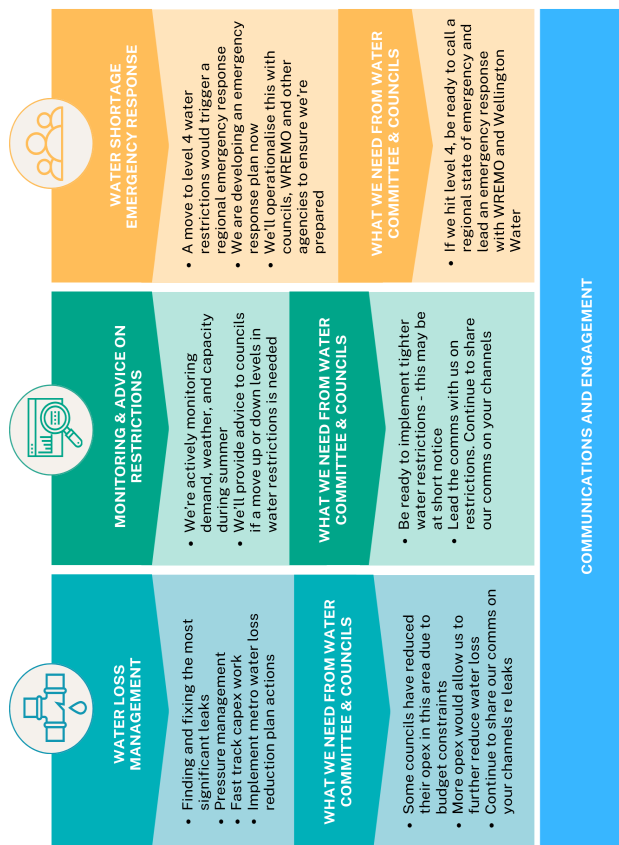 WATER LOSS
MANAGEMENT
• Finding and fixing the most
significant leaks
• Pressure management
• Fast track capex work
• Implement metro water loss
reduction plan actions
WHAT WE NEED FROM WATER
COMMITTEE & COUNCILS
• Some councils have reduced
their opex in this area due to
budget constraints
• More opex would allow us to
further reduce water loss
• Continue to share our comms on
your channels re leaks
MONITORING & ADVICE ON
RESTRICTIONS
• We're actively monitoring
demand, weather, and capacity
during summer
• We'll provide advice to councils
if a move up or down levels in
water restrictions is needed
WHAT WE NEED FROM WATER
COMMITTEE & COUNCILS
• Be ready to implement tighter
water restrictions - this may be
at short notice
• Lead the comms with us on
restrictions. Continue to share
our comms on your channels
WATER SHORTAGE
EMERGENCY RESPONSE
• A move to level 4 water
restrictions would trigger a
regional emergency response
• We are developing an emergency
response plan now
• We'll operationalise this with
councils, WREMO and other
agencies to ensure we're
prepared
WHAT WE NEED FROM WATER
COMMITTEE & COUNCILS
• If we hit level 4, be ready to call a
regional state of emergency and
lead an emergency response
with WREMO and Wellington
Water
COMMUNICATIONS AND ENGAGEMENT